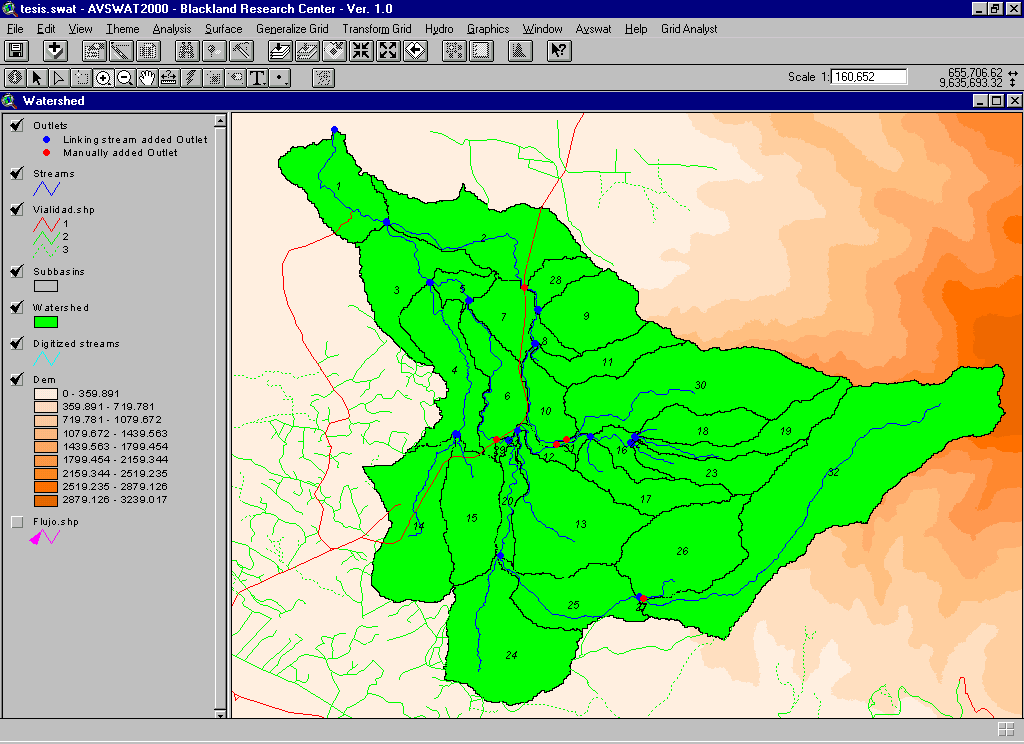 tesis.swat - AVSWAT2000 - Blackland Research Center - Ver. 1.0
File Edit View Theme Analysis Surface Generalize Grid Transform Grid Hydro Graphics Window Avswat Help Grid Analyst
Scale 1: 160,652
655,706.62
9,635,693.32
Watershed
Outlets
Linking stream added Outlet
Manually added Outlet
Streams
Vialidad.shp
1
2
3
Subbasins
Watershed
Digitized streams
Dem
0 - 359.891
359.891 - 719.781
719.781 - 1079.672
1079.672 - 1439.563
1439.563 - 1799.454
1799.454 - 2159.344
2159.344 - 2519.235
2519.235 - 2879.126
2879.126 - 3239.017
Flujo.shp
1
2
28
3
5
9
7
8
11
4
30
6
10
18
19
16
12
23
32
17
20
15
14
13
26
25
27
24